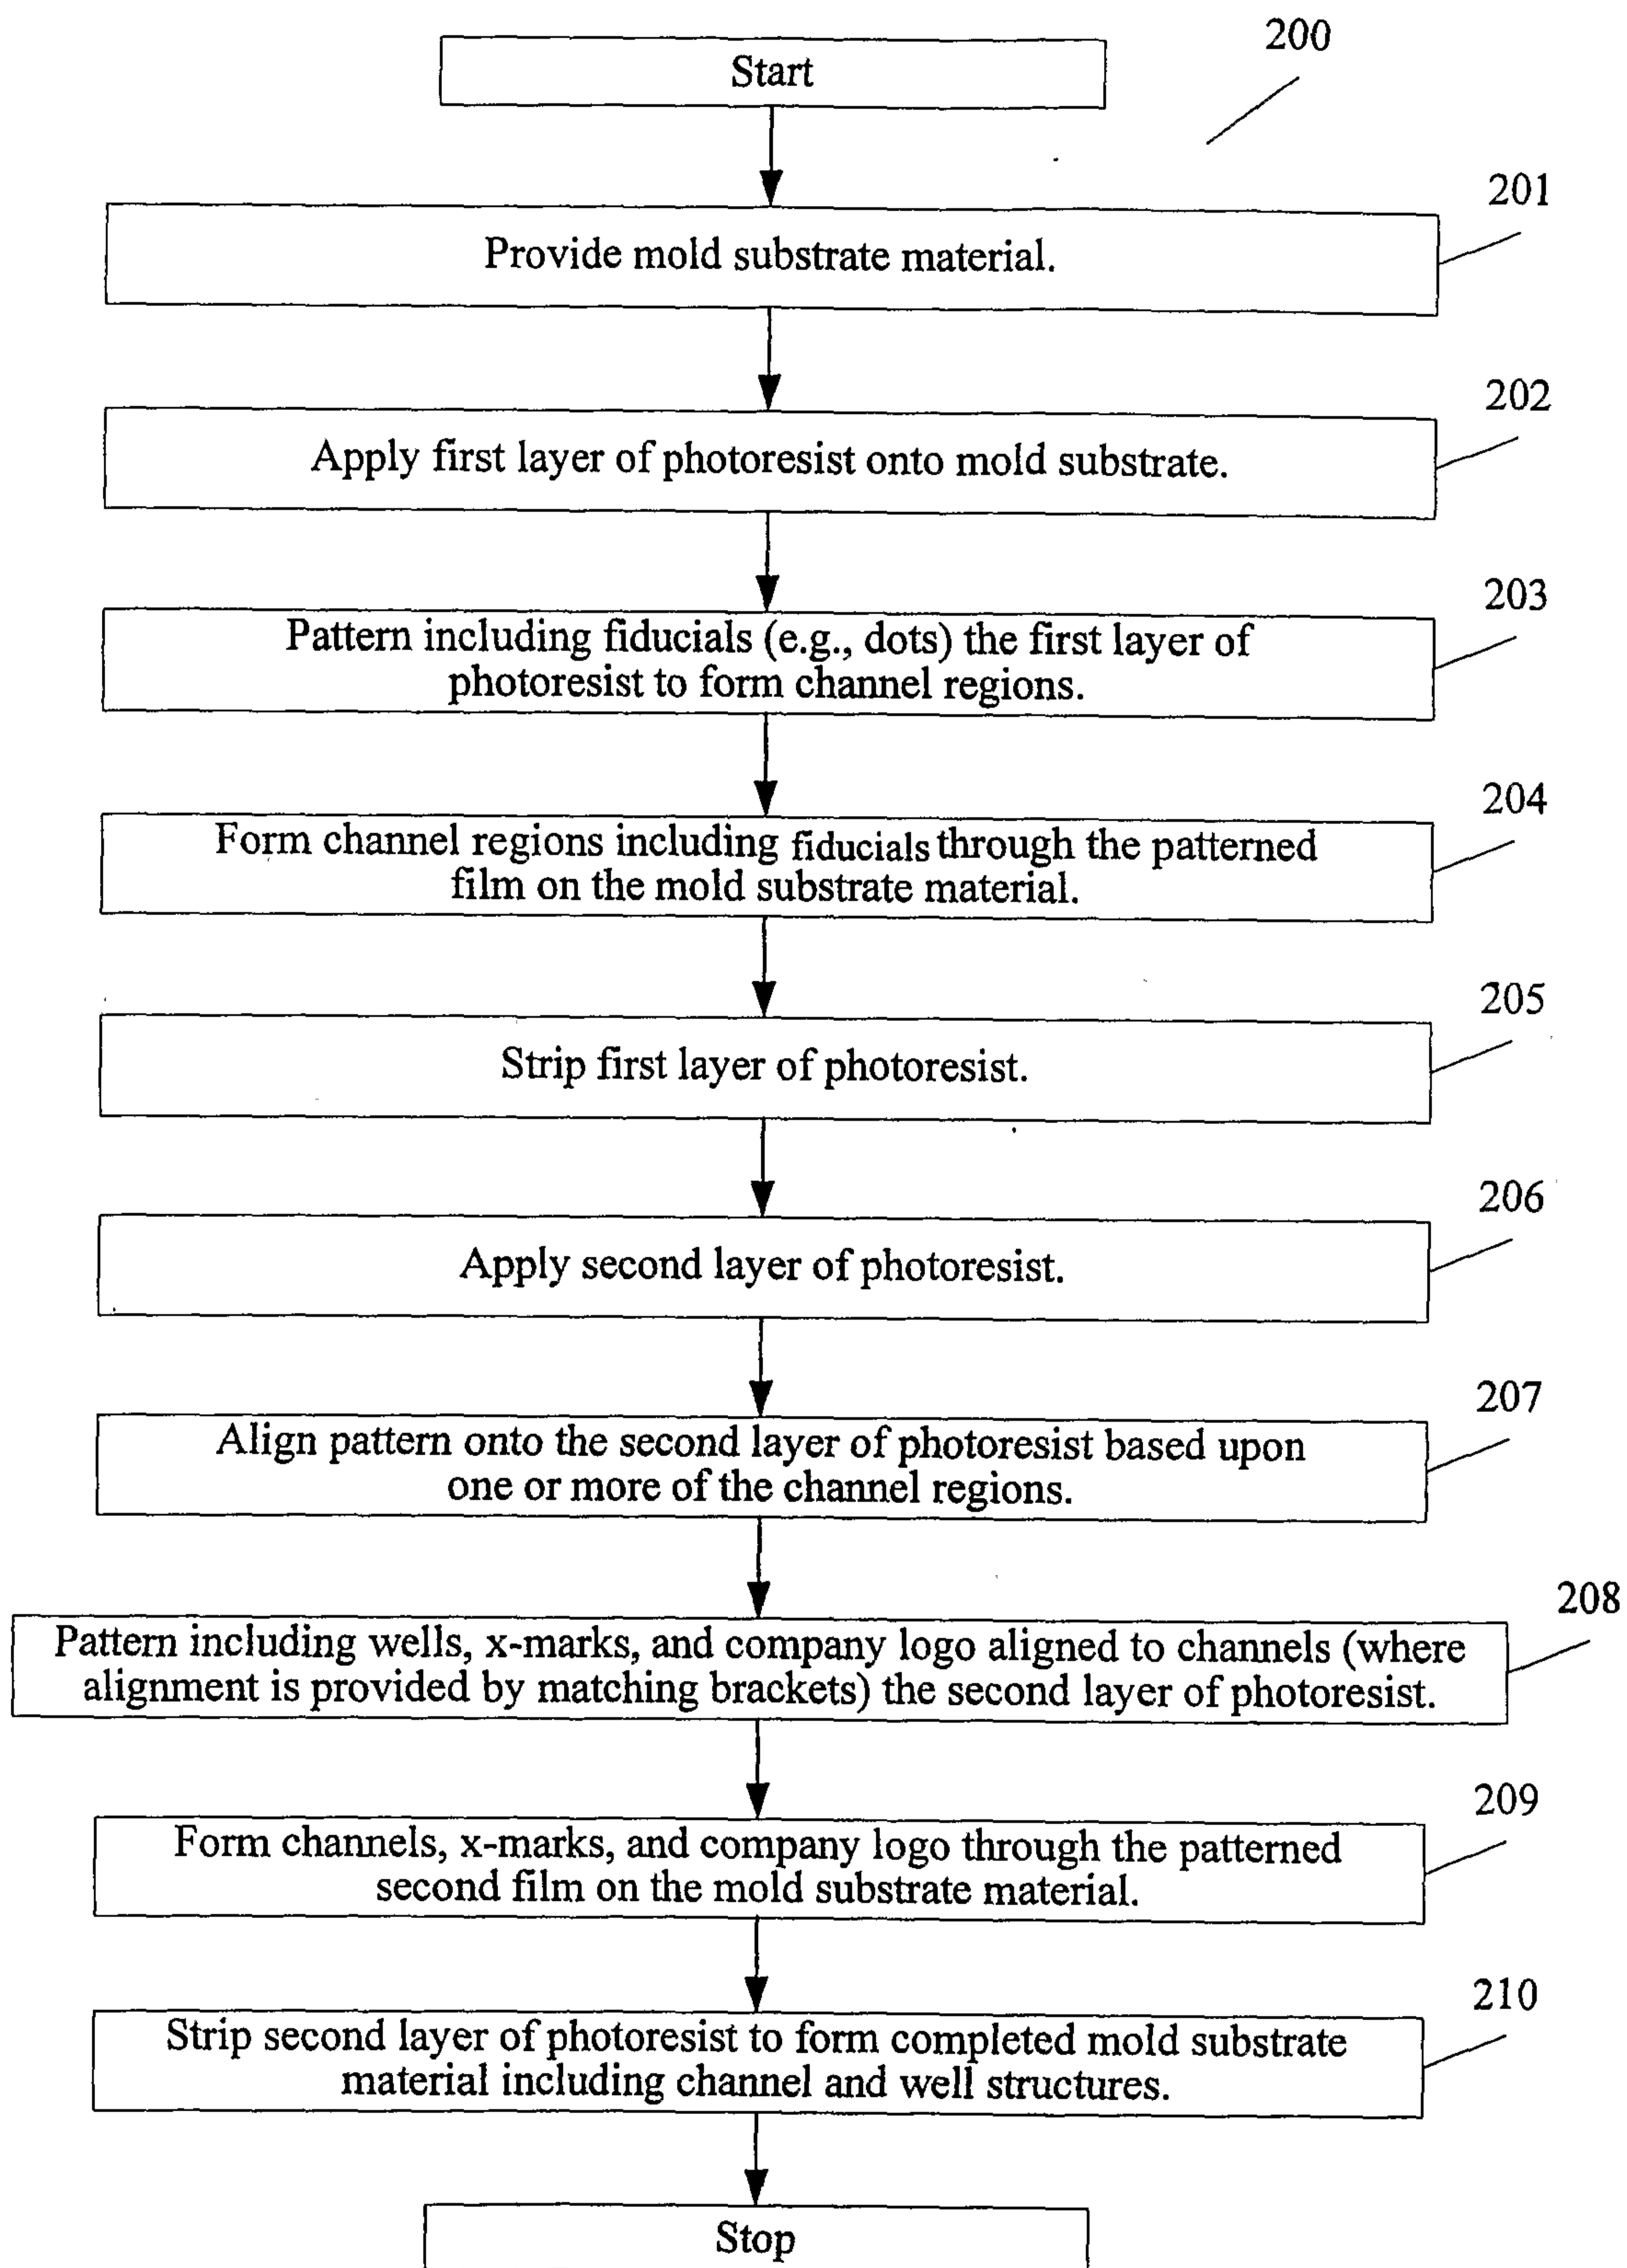 200
Start
201
Provide mold substrate material.
202
Apply first layer of photoresist onto mold substrate.
203
Pattern including fiducials (e.g., dots) the first layer of
photoresist to form channel regions.
204
Form channel regions including fiducials through the patterned
film on the mold substrate material.
205
Strip first layer of photoresist.
206
Apply second layer of photoresist.
207
Align pattern onto the second layer of photoresist based upon
one or more of the channel regions.
208
Pattern including wells, x-marks, and company logo aligned to channels (where
alignment is provided by matching brackets) the second layer of photoresist.
209
Form channels, x-marks, and company logo through the patterned
second film on the mold substrate material.
210
Strip second layer of photoresist to form completed mold substrate
material including channel and well structures.
Stop